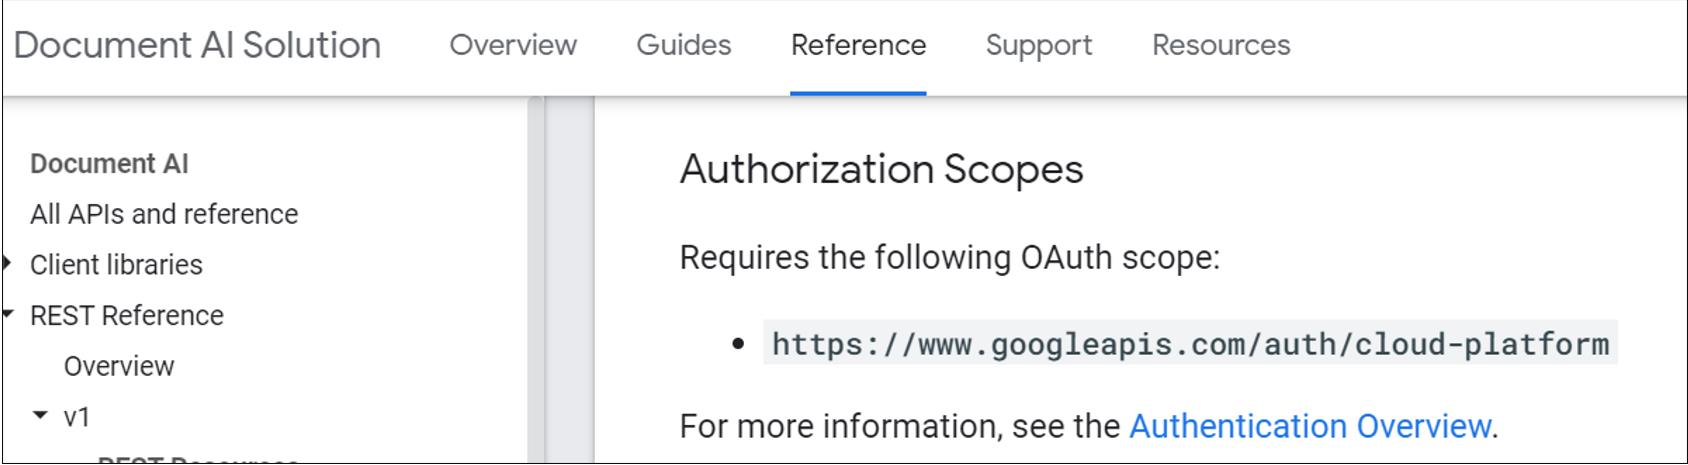 Document AI Solution Overview Guides Reference Support Resources
Document AI
All APIs and reference
Client libraries
REST Reference
Overview
v1
REST Resources
Authorization Scopes
Requires the following OAuth scope:
• https://www.googleapis.com/auth/cloud-platform
For more information, see the Authentication Overview.